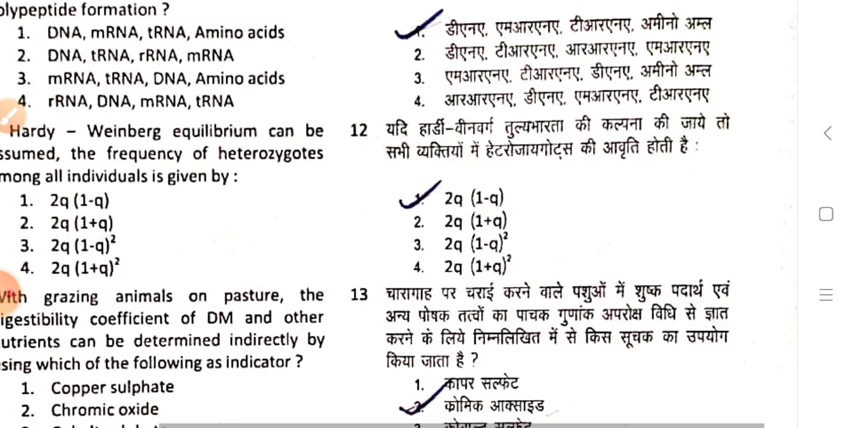 olypeptide formation ?
1. DNA, mRNA, tRNA, Amino acids
2. DNA, tRNA, rRNA, mRNA
3. mRNA, tRNA, DNA, Amino acids
4. rRNA, DNA, mRNA, tRNA
Hardy – Weinberg equilibrium can be
ssumed, the frequency of heterozygotes
mong all individuals is given by :
1. 2q (1-q)
2. 2q (1+q)
3. 2q (1-q)²
4. 2q (1+q)²
With grazing animals on pasture, the
igestibility coefficient of DM and other
utrients can be determined indirectly by
sing which of the following as indicator ?
1. Copper sulphate
2. Chromic oxide
डीएनए, एमआरएनए, टीआरएनए, अमीनो अम्ल
2. डीएनए, टीआरएनए, आरआरएनए, एमआरएनए
3. एमआरएनए, टीआरएनए, डीएनए, अमीनो अम्ल
4. आरआरएनए, डीएनए, एमआरएनए, टीआरएनए
12 यदि हार्डी–वीनवर्ग तुल्यभारता की कल्पना की जाये तो
सभी व्यक्तियों में हेटरोजायगोट्स की आवृति होती है :
2q (1-q)
2. 2q (1+q)
3. 2q (1-q)²
4. 2q (1+q)²
13 चारागाह पर चराई करने वाले पशुओं में शुष्क पदार्थ एवं
अन्य पोषक तत्वों का पाचक गुणांक अपरोक्ष विधि से ज्ञात
करने के लिये निम्नलिखित में से किस सूचक का उपयोग
किया जाता है ?
1. कापर सल्फेट
क्रोमिक आक्साइड